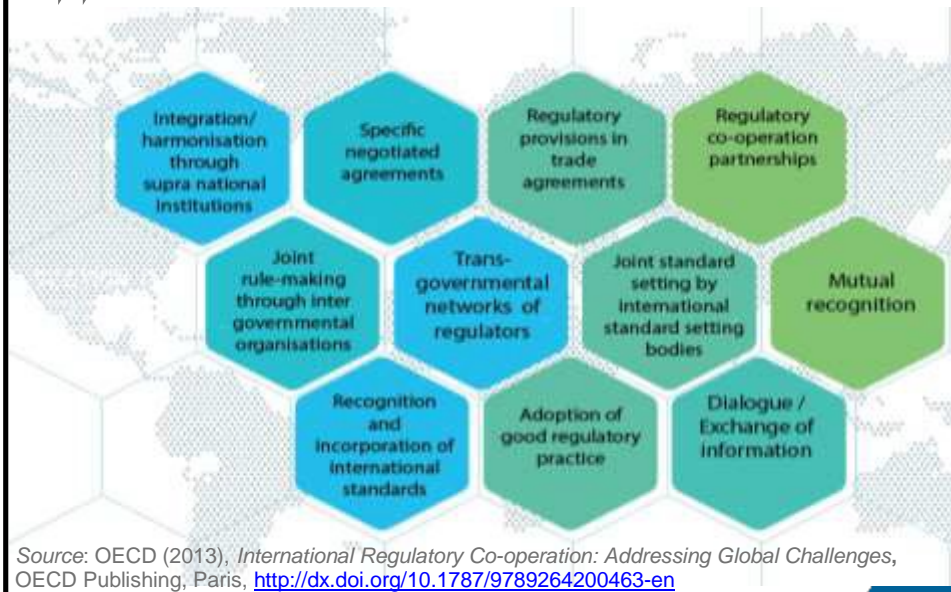 Integration/
harmonisation
through
supra national
institutions
Specific
negotiated
agreements
Regulatory
provisions in
trade
agreements
Regulatory
co-operation
partnerships
Joint
rule-making
through inter
governmental
organisations
Trans-
governmental
networks of
regulators
Joint standard
setting by
international
standard setting
bodies
Mutual
recognition
Recognition
and
incorporation of
international
standards
Adoption of
good regulatory
practice
Dialogue /
Exchange of
information
Source: OECD (2013), International Regulatory Co-operation: Addressing Global Challenges,
OECD Publishing, Paris, http://dx.doi.org/10.1787/9789264200463-en